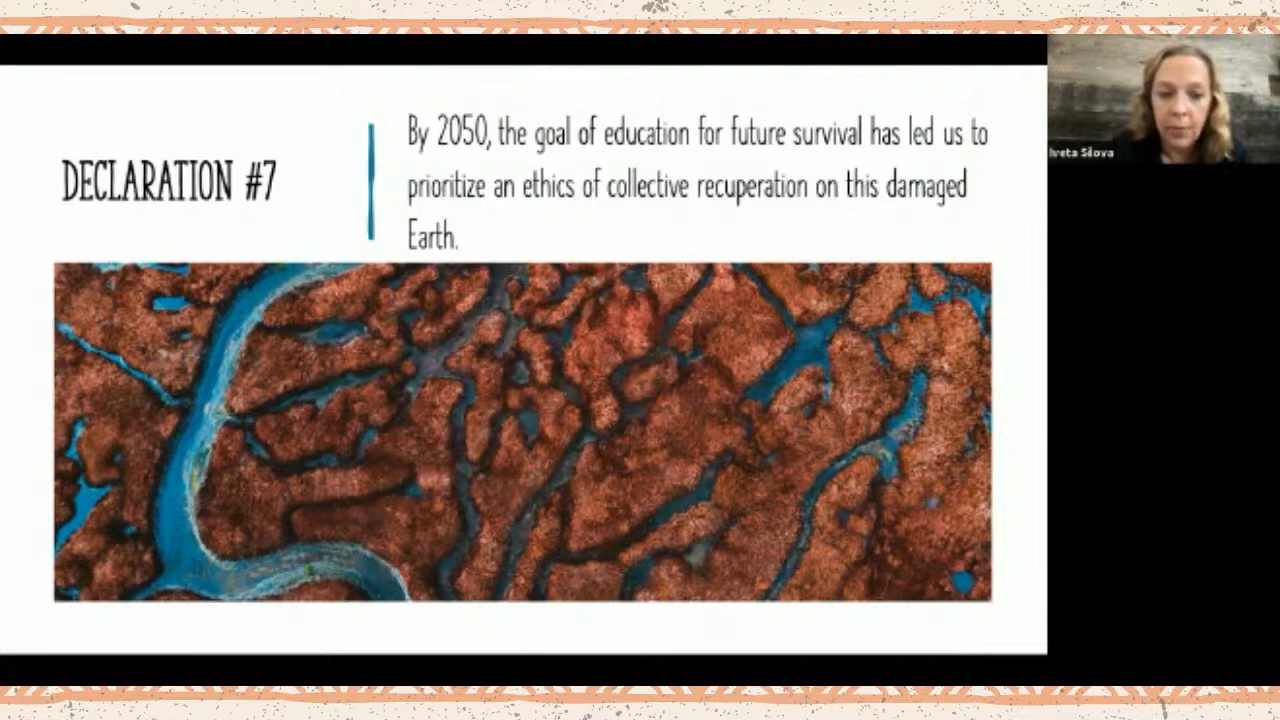 DECLARATION #7
By 2050, the goal of education for future survival has led us to
prioritize an ethics of collective recuperation on this damaged
Earth.
Iveta Silova